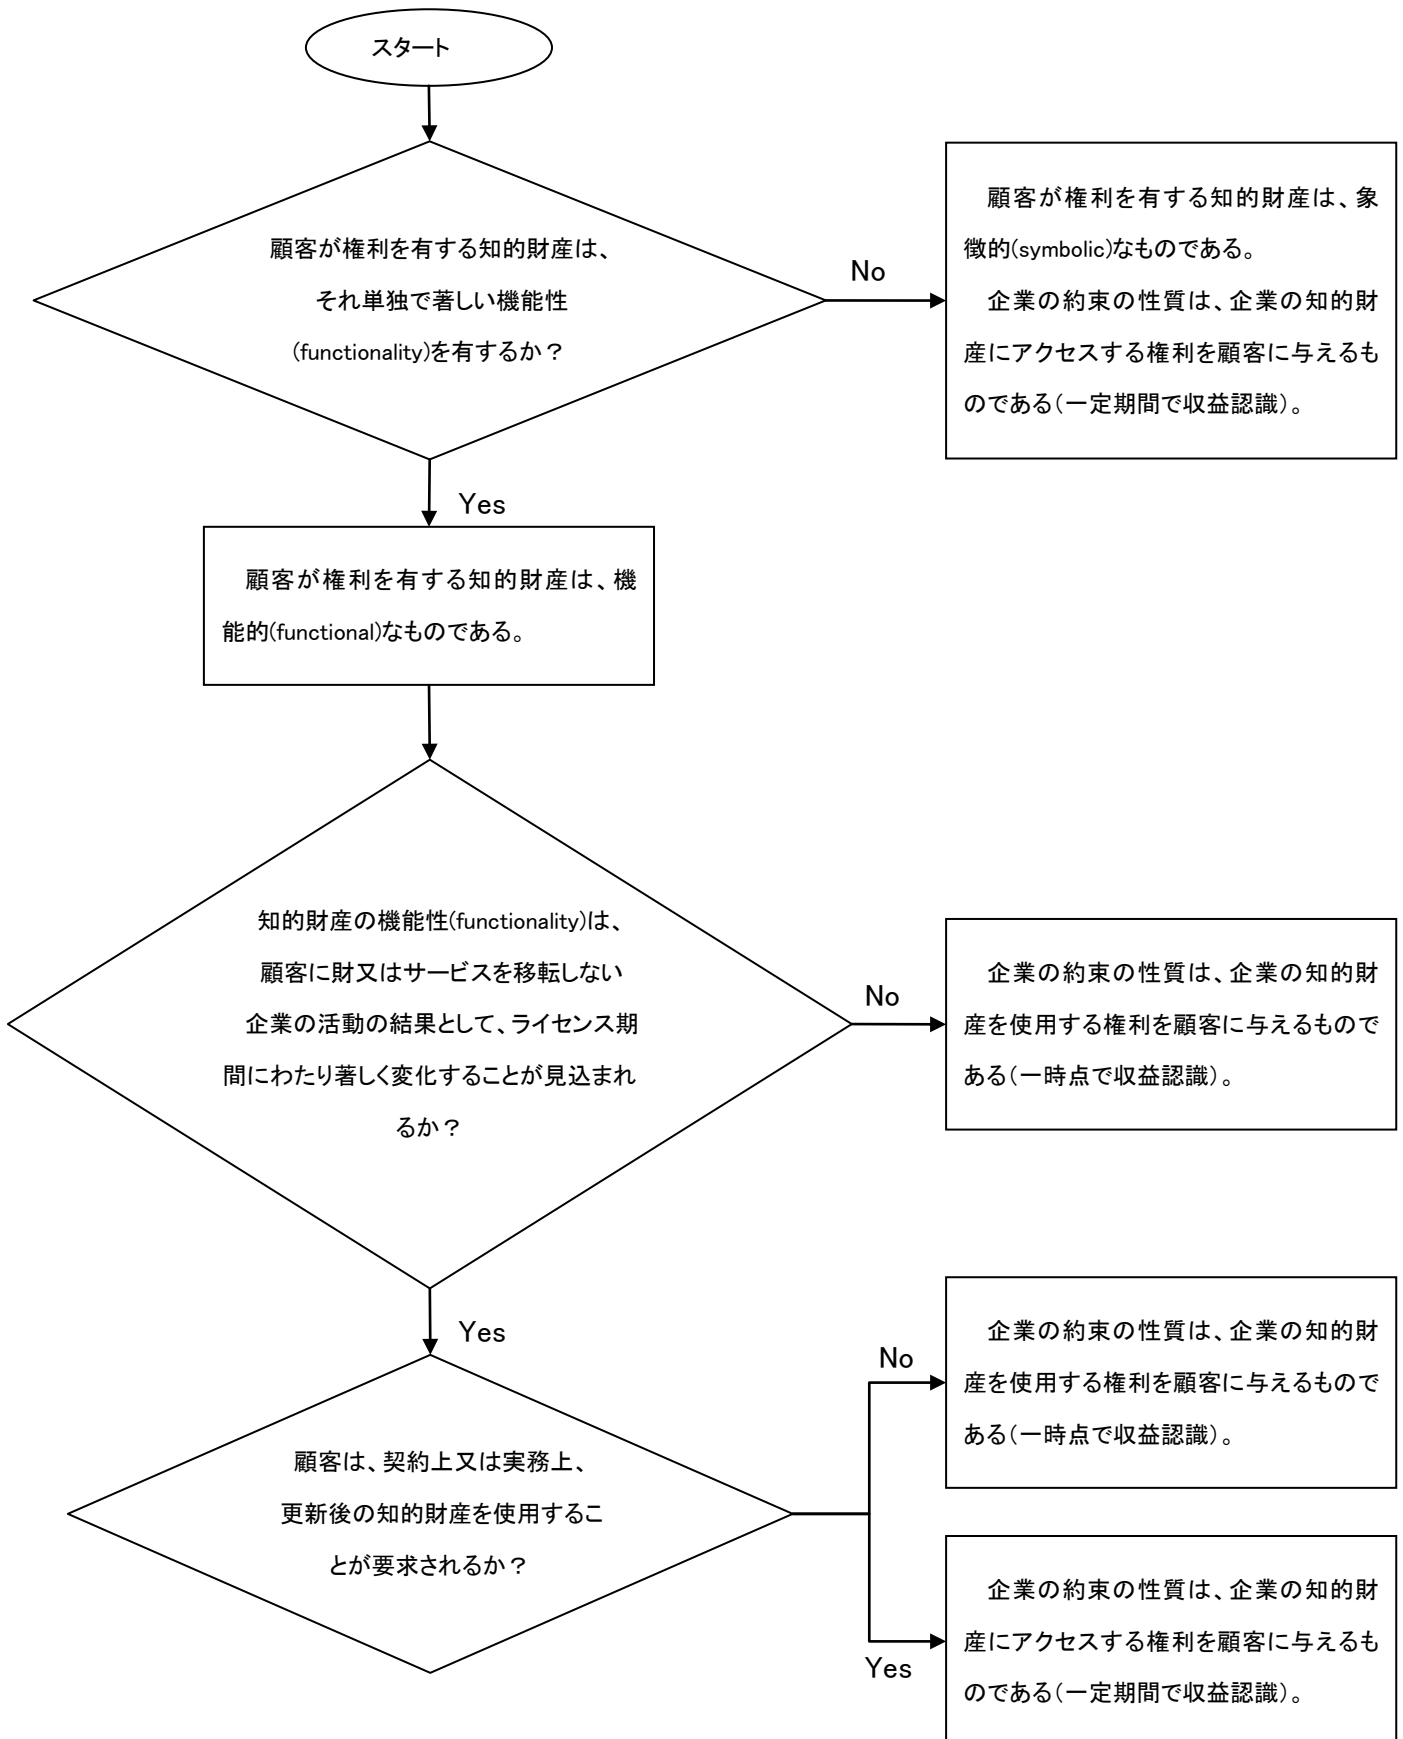 スタート
顧客が権利を有する知的財産は、
それ単独で著しい機能性
(functionality)を有するか？
No
顧客が権利を有する知的財産は、象
徴的(symbolic)なものである。
企業の約束の性質は、企業の知的財
産にアクセスする権利を顧客に与えるも
のである（一定期間で収益認識）。
Yes
顧客が権利を有する知的財産は、機
能的(functional)なものである。
知的財産の機能性(functionality)は、
顧客に財又はサービスを移転しない
企業の活動の結果として、ライセンス期
間にわたり著しく変化することが見込まれ
るか？
No
企業の約束の性質は、企業の知的財
産を使用する権利を顧客に与えるもので
ある（一時点で収益認識）。
Yes
顧客は、契約上又は実務上、
更新後の知的財産を使用するこ
とが要求されるか？
No
企業の約束の性質は、企業の知的財
産を使用する権利を顧客に与えるもので
ある（一時点で収益認識）。
Yes
企業の約束の性質は、企業の知的財
産にアクセスする権利を顧客に与えるも
のである（一定期間で収益認識）。